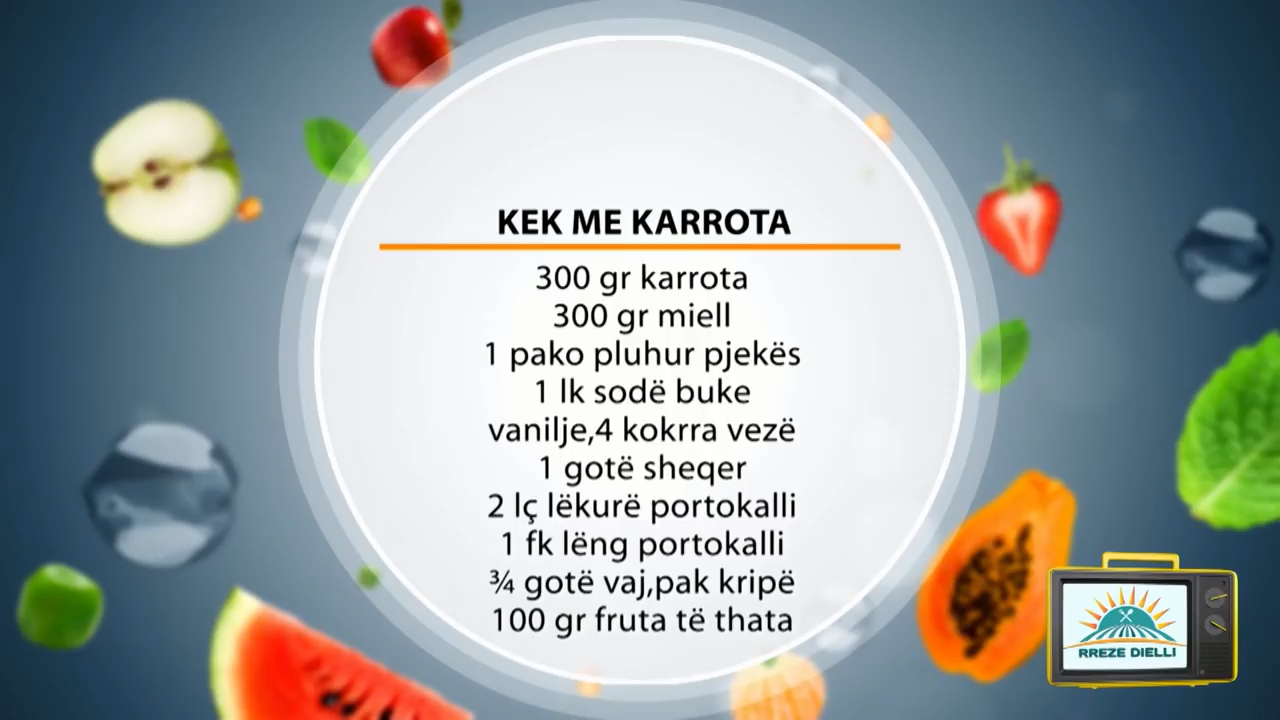 KEK ME KARROTA
300 gr karrota
300 gr miell
1 pako pluhur pjekës
1 lk sodë buke
vanilje,4 kokrra vezë
1 gotë sheqer
2 lç lëkurë portokalli
1 fk lëng portokalli
¾ gotë vaj,pak kripë
100 gr fruta të thata
RREZE DIELLI